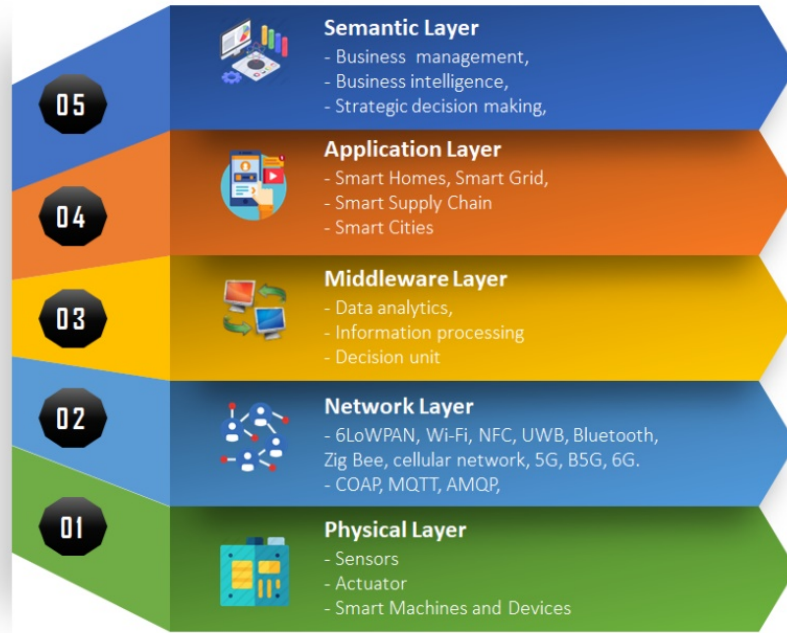 05
Semantic Layer
- Business management,
- Business intelligence,
- Strategic decision making,
04
Application Layer
- Smart Homes, Smart Grid,
- Smart Supply Chain
- Smart Cities
03
Middleware Layer
- Data analytics,
- Information processing
- Decision unit
02
Network Layer
- 6LoWPAN, Wi-Fi, NFC, UWB, Bluetooth,
Zig Bee, cellular network, 5G, B5G, 6G.
- COAP, MQTT, AMQP,
01
Physical Layer
- Sensors
- Actuator
- Smart Machines and Devices